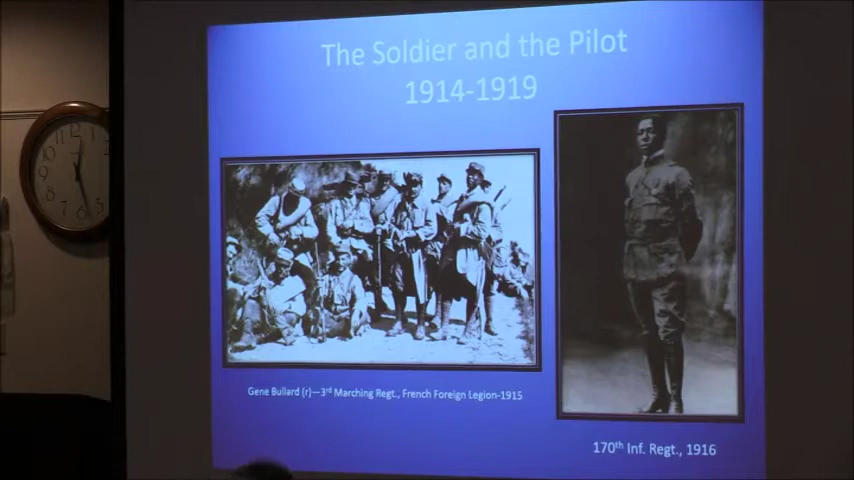 The Soldier and the Pilot
1914-1919
Gene Bullard (r)—3rd Marching Regt., French Foreign Legion-1915
170th Inf. Regt., 1916